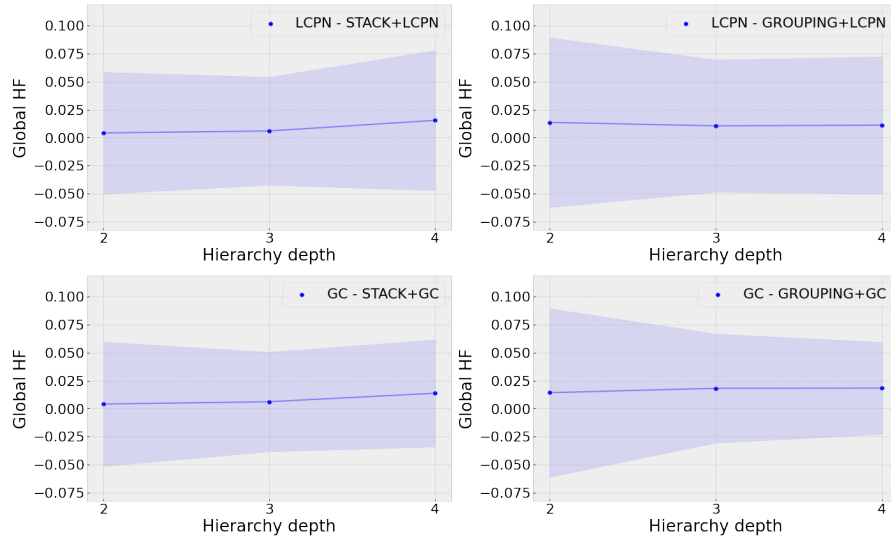 LCPN - STACK+LCPN
0.100
0.075
0.050
0.025
0.000
−0.025
−0.050
−0.075
Global HF
2 3 4
Hierarchy depth
LCPN - GROUPING+LCPN
0.100
0.075
0.050
0.025
0.000
−0.025
−0.050
−0.075
Global HF
2 3 4
Hierarchy depth
GC - STACK+GC
0.100
0.075
0.050
0.025
0.000
−0.025
−0.050
−0.075
Global HF
2 3 4
Hierarchy depth
GC - GROUPING+GC
0.100
0.075
0.050
0.025
0.000
−0.025
−0.050
−0.075
Global HF
2 3 4
Hierarchy depth